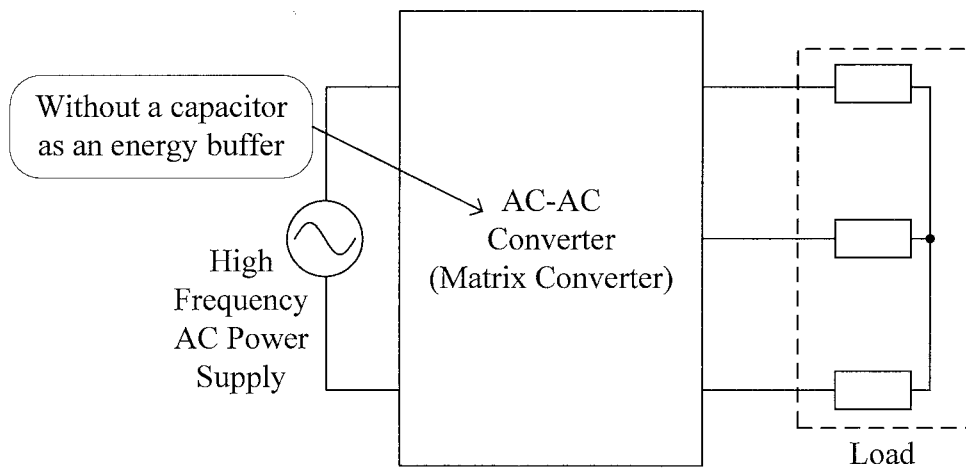 Without a capacitor
as an energy buffer
High
Frequency
AC Power
Supply
AC-AC
Converter
(Matrix Converter)
Load